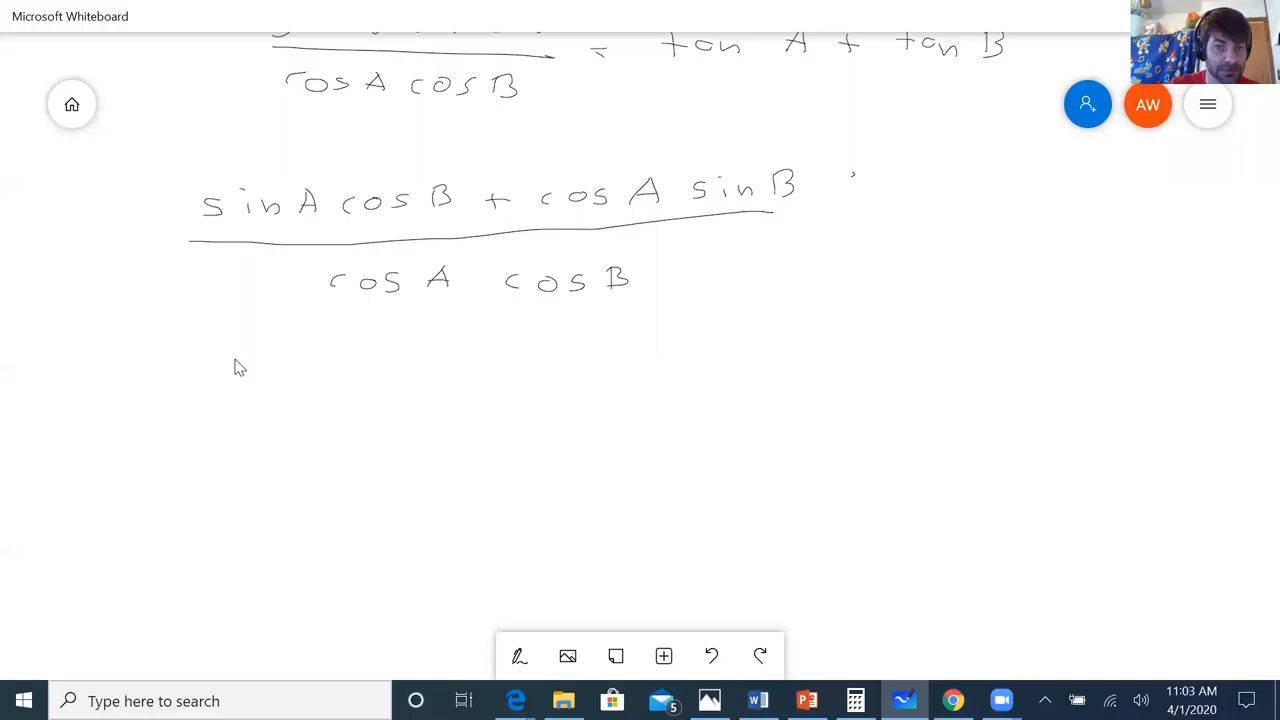 Microsoft Whiteboard
= tan A + tan B
cos A cos B
AW
sin A cos B + cos A sin B
cos A cos B
Type here to search
5
11:03 AM
4/1/2020